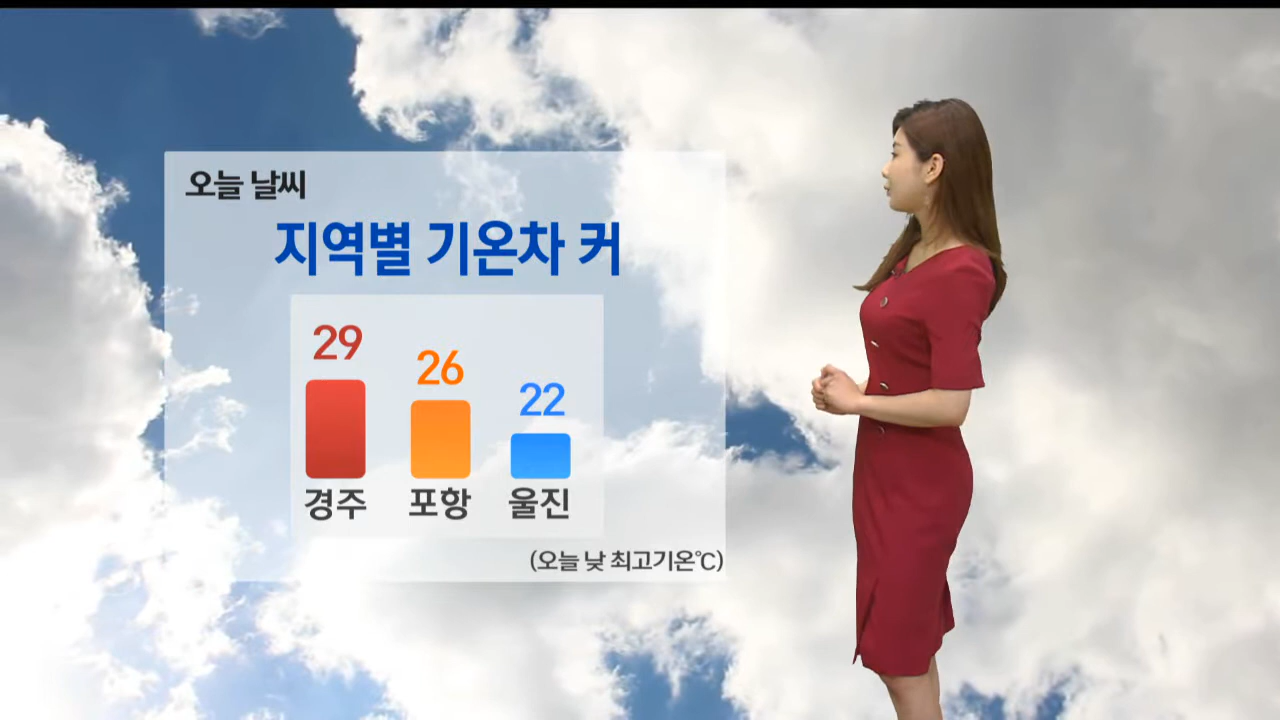 오늘 날씨
지역별 기온차 커
29 26 22
경주 포항 울진
(오늘 낮 최고기온℃)